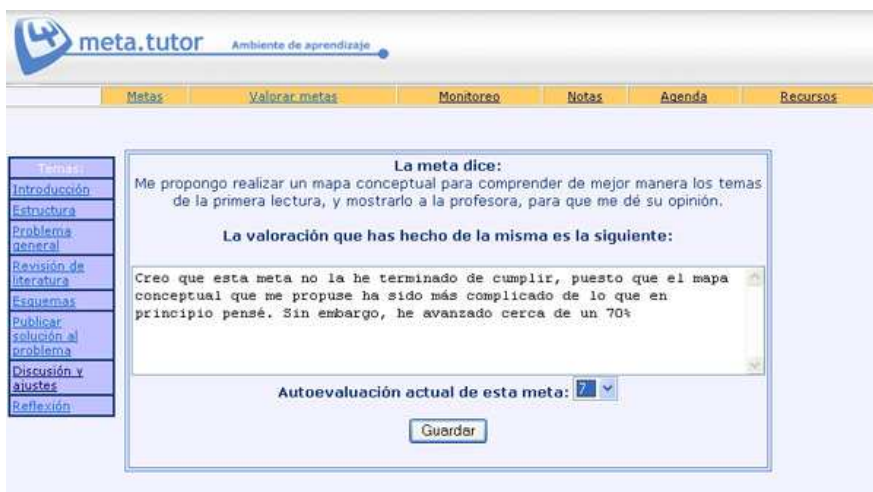 meta.tutor Ambiente de aprendizaje
Metas Valorar metas Monitoreo Notas Agenda Recursos
Temas:
Introducción
Estructura
Problema
general
Revisión de
literatura
Esquemas
Publicar
solución al
problema
Discusión y
ajustes
Reflexión
La meta dice:
Me propongo realizar un mapa conceptual para comprender de mejor manera los temas
de la primera lectura, y mostrarlo a la profesora, para que me dé su opinión.
La valoración que has hecho de la misma es la siguiente:
Creo que esta meta no la he terminado de cumplir, puesto que el mapa
conceptual que me propuse ha sido más complicado de lo que en
principio pensé. Sin embargo, he avanzado cerca de un 70%
Autoevaluación actual de esta meta: 7
Guardar